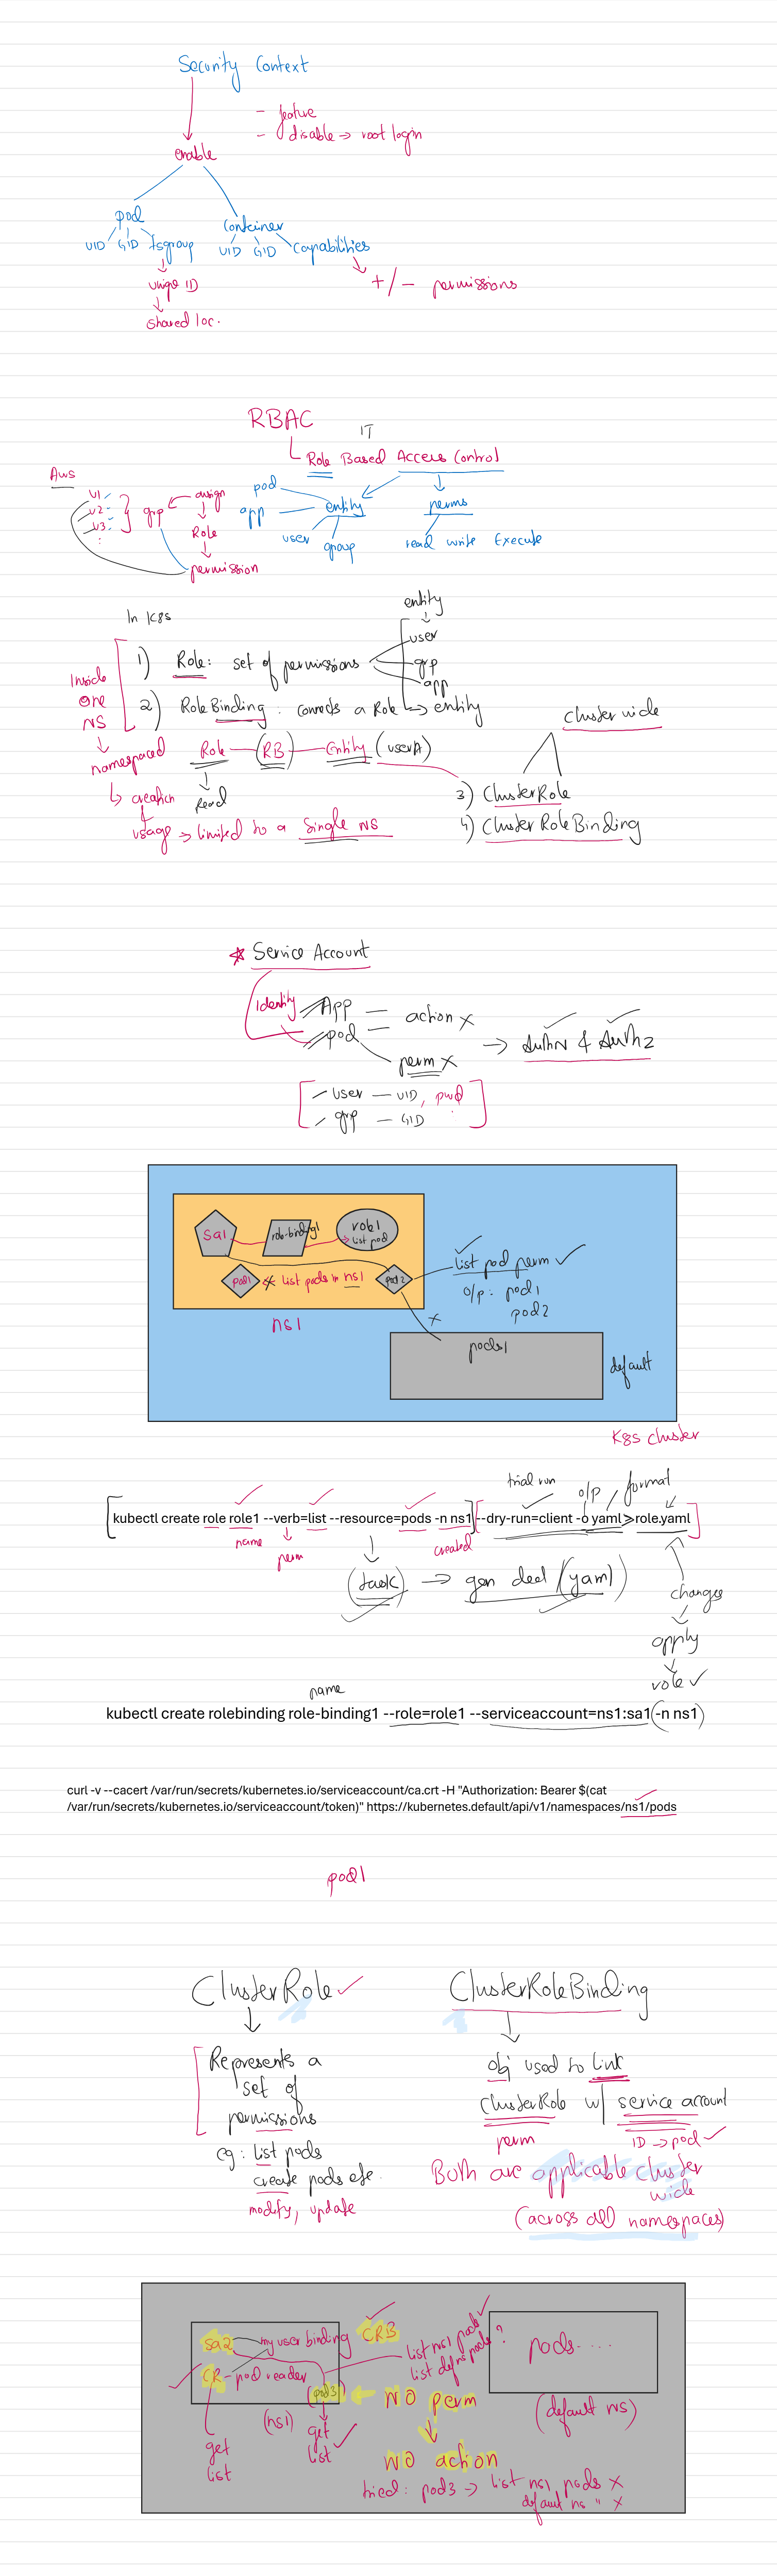 Security Context
- feature
- disable → root login
enable
pod
Container
UID GID fsgroup
UID GID Capabilities
+/- permissions
unique ID
shared loc.
RBAC
IT
Role Based Access Control
Aws
U1
U2
U3
:
grp
assign
Role
permission
pod
app
user
group
entity
perms
read write Execute
In K8s
entity
user
grp
app
1) Role: set of permissions
2) RoleBinding: connects a Role → entity
Inside
one
NS
namespaced
creation
usage → limited to a single NS
Role — (RB) — Entity (userA)
Read
cluster wide
3) ClusterRole
4) ClusterRoleBinding
* Service Account
Identity
App = action x
pod =
perm x
→ AuthN & AuthZ
user — UID, pwd
grp — GID
sa1
role-binding1
role1
list pod
pod1
list pods in ns1
pod2
ns1
list pod perm ✓
o/p: pod1
pod2
x
pods1
default
K8s cluster
trial run
o/p / format
kubectl create role role1 --verb=list --resource=pods -n ns1 --dry-run=client -o yaml>role.yaml
name
perm
created
(task) → gen decl (yaml)
changes
apply
role ✓
name
kubectl create rolebinding role-binding1 --role=role1 --serviceaccount=ns1:sa1 (-n ns1)
curl -v --cacert /var/run/secrets/kubernetes.io/serviceaccount/ca.crt -H "Authorization: Bearer $(cat
/var/run/secrets/kubernetes.io/serviceaccount/token)" https://kubernetes.default/api/v1/namespaces/ns1/pods
pod1
ClusterRole ✓
Represents a
set of
permissions
eg: list pods
create pods etc.
modify, update
ClusterRoleBinding
obj used to link
ClusterRole w/ service account
perm
ID → pod ✓
Both are applicable cluster
wide
(across all namespaces)
sa2
my user binding CRB
CR - pod reader
pod3
(ns1)
get
list
get
list
list ns1 pods
list def ns pods?
NO perm
NO action
pods....
(default ns)
tried: pod3 → list ns1 pods x
default ns " x